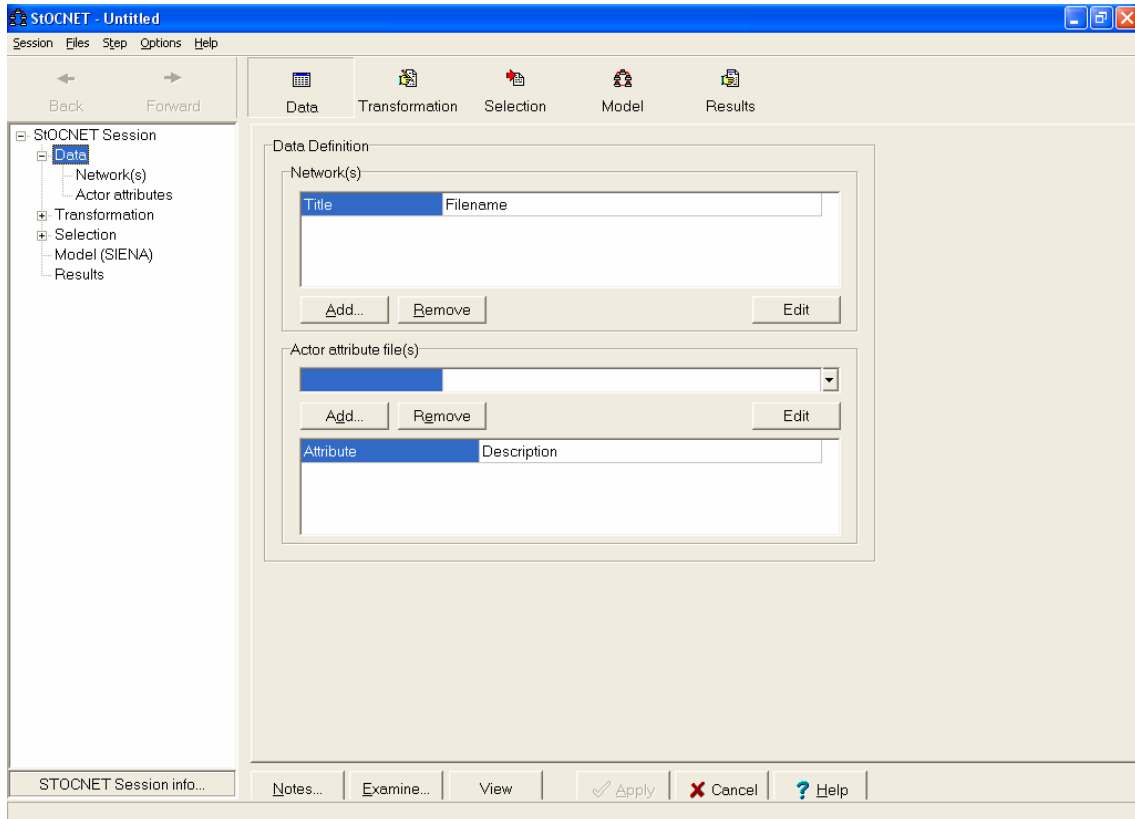 StOCNET - Untitled
Session Files Step Options Help
Back Forward Data Transformation Selection Model Results
StOCNET Session
Data
Network(s)
Actor attributes
Transformation
Selection
Model (SIENA)
Results
Data Definition
Network(s)
Title Filename
Add... Remove Edit
Actor attribute file(s)
Add... Remove Edit
Attribute Description
STOCNET Session info... Notes... Examine... View Apply Cancel Help